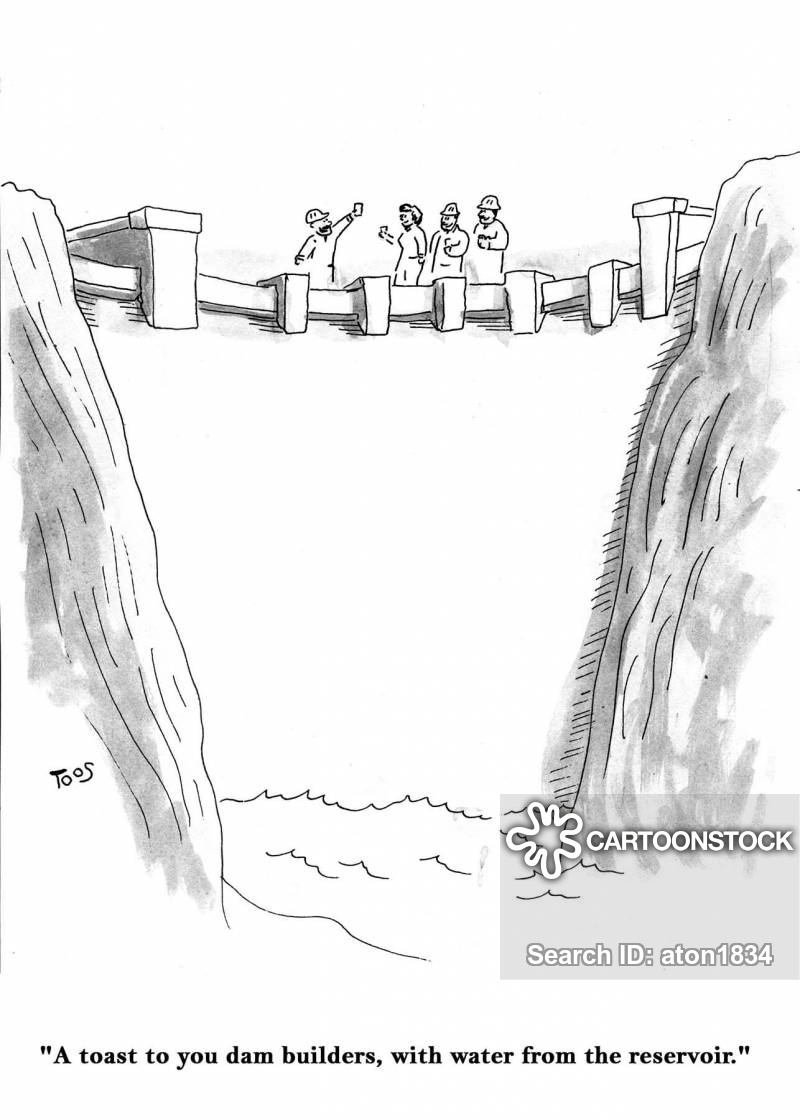 TOOS
CARTOONSTOCK
Search ID: aton1834
"A toast to you dam builders, with water from the reservoir."